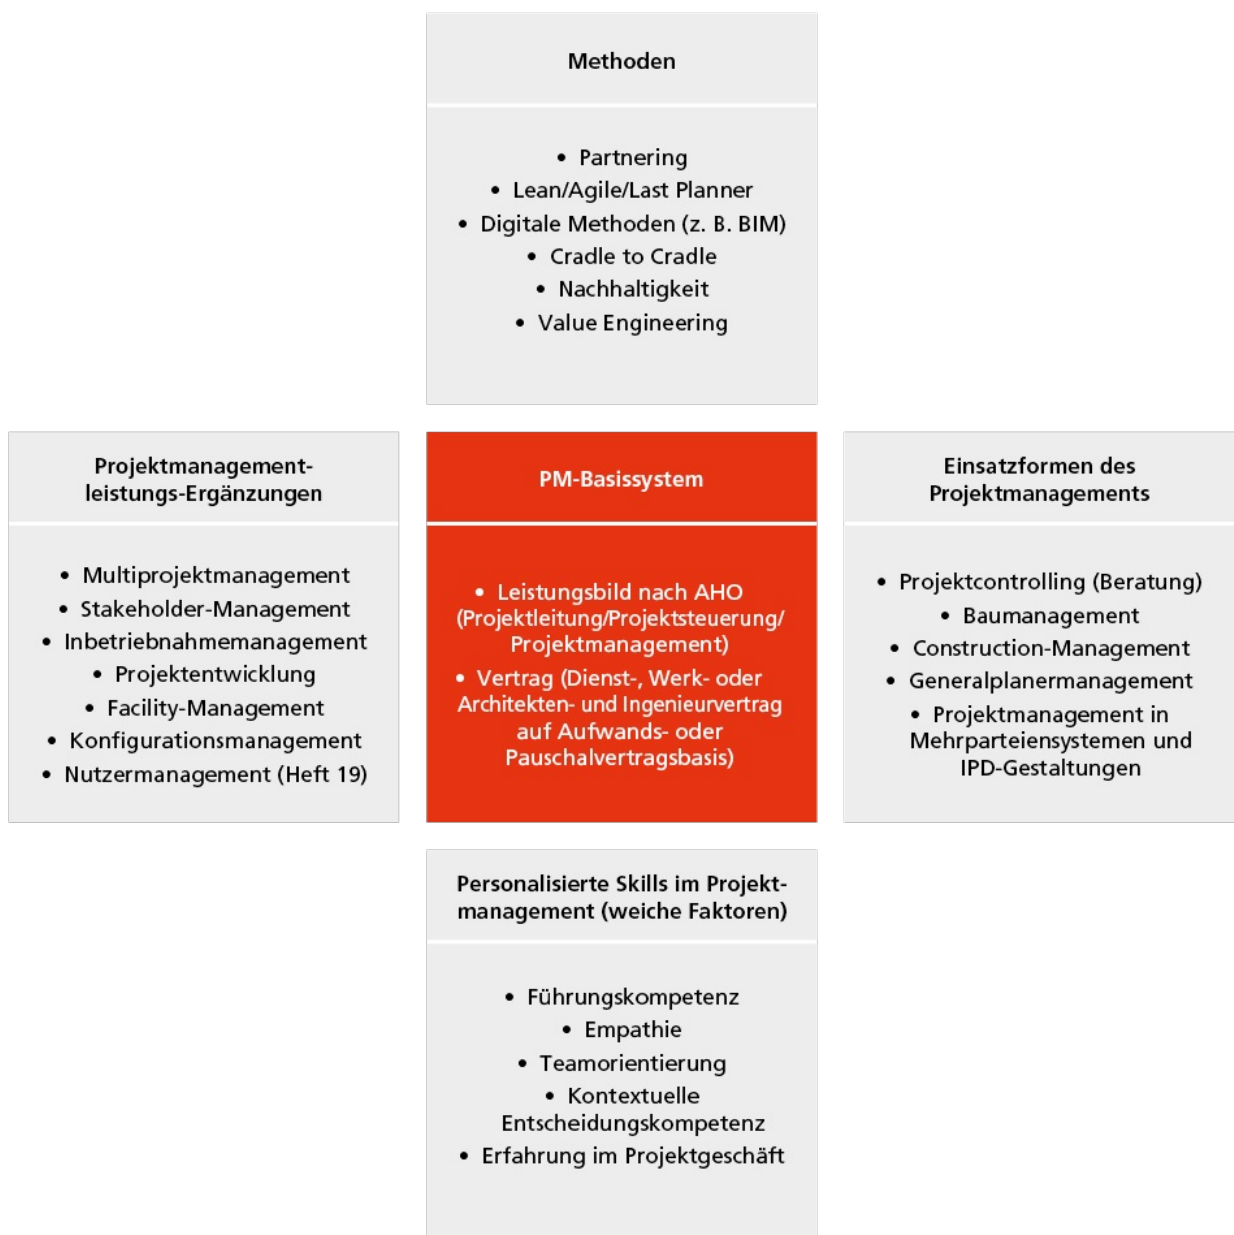 Methoden
• Partnering
• Lean/Agile/Last Planner
• Digitale Methoden (z. B. BIM)
• Cradle to Cradle
• Nachhaltigkeit
• Value Engineering
Projektmanagement-
leistungs-Ergänzungen
• Multiprojektmanagement
• Stakeholder-Management
• Inbetriebnahmemanagement
• Projektentwicklung
• Facility-Management
• Konfigurationsmanagement
• Nutzermanagement (Heft 19)
PM-Basissystem
• Leistungsbild nach AHO
(Projektleitung/Projektsteuerung/
Projektmanagement)
• Vertrag (Dienst-, Werk- oder
Architekten- und Ingenieurvertrag
auf Aufwands- oder
Pauschalvertragsbasis)
Einsatzformen des
Projektmanagements
• Projektcontrolling (Beratung)
• Baumanagement
• Construction-Management
• Generalplanermanagement
• Projektmanagement in
Mehrparteiensystemen und
IPD-Gestaltungen
Personalisierte Skills im Projekt-
management (weiche Faktoren)
• Führungskompetenz
• Empathie
• Teamorientierung
• Kontextuelle
Entscheidungskompetenz
• Erfahrung im Projektgeschäft